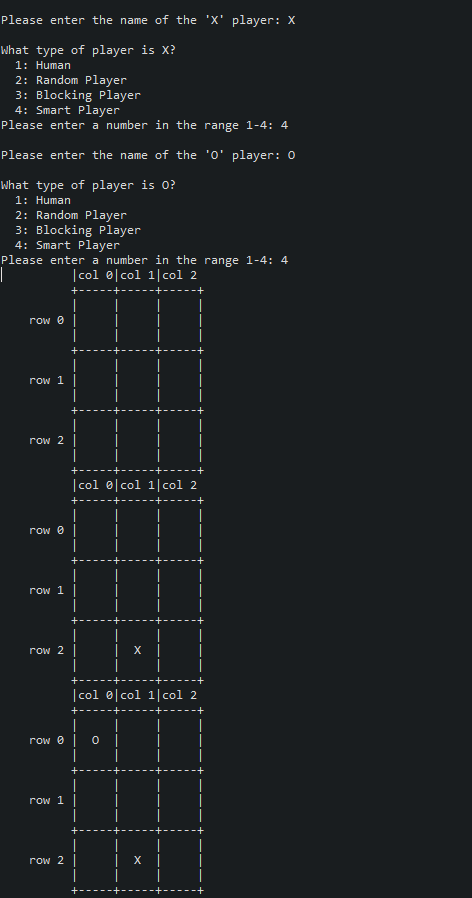 Please enter the name of the 'X' player: X
What type of player is X?
1: Human
2: Random Player
3: Blocking Player
4: Smart Player
Please enter a number in the range 1-4: 4
Please enter the name of the 'O' player: O
What type of player is O?
1: Human
2: Random Player
3: Blocking Player
4: Smart Player
Please enter a number in the range 1-4: 4
|col 0|col 1|col 2
row 0
row 1
row 2
|col 0|col 1|col 2
row 0
row 1
row 2 X
|col 0|col 1|col 2
row 0 O
row 1
row 2 X